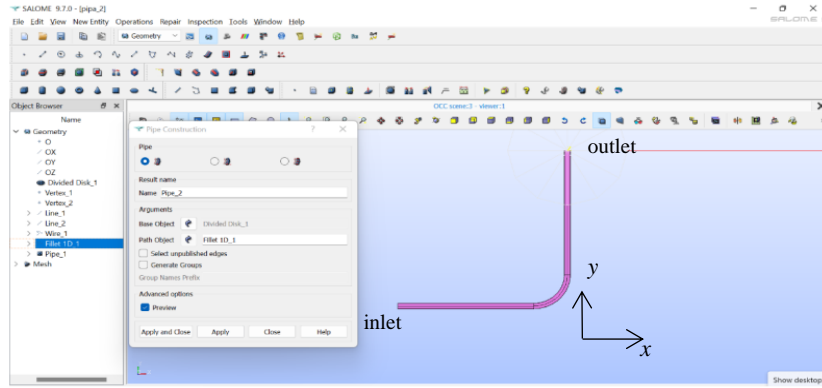 SALOME 9.7.0 - [pipa_2]
File Edit View New Entity Operations Repair Inspection Tools Window Help
SALOME
Geometry
Object Browser
OCC scene:3 - viewer:1
Name
Geometry
O
OX
OY
OZ
Divided Disk_1
Vertex_1
Vertex_2
Line_1
Line_2
Wire_1
Fillet 1D_1
Pipe_1
Mesh
Pipe Construction
Pipe
Result name
Name Pipe_2
Arguments
Base Object Divided Disk_1
Path Object Fillet 1D_1
Select unpublished edges
Generate Groups
Group Names Prefix
Advanced options
Preview
Apply and Close Apply Close Help
outlet
inlet
y
x
Show desktop